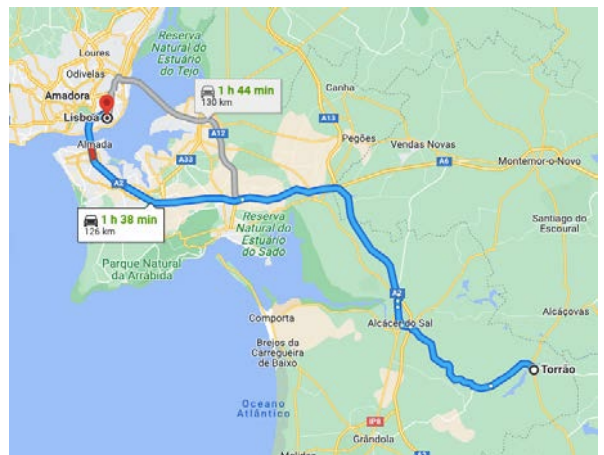 Loures
Reserva
Natural do
Estuário
do Tejo
Odivelas
Amadora
Lisboa
1 h 44 min
130 km
Canha
A12
A13
Almada
Pegões
Vendas Novas
A33
A2
A6
Montemor-o-Novo
1 h 38 min
126 km
Reserva
Natural do
Estuário
do Sado
Santiago do
Escoural
Parque Natural
da Arrábida
A2
Comporta
Alcácer do Sal
Alcáçovas
Brejos da
Carregueira
de Baixo
Torrão
Oceano
Atlântico
IP8
Grândola
Melides
A2